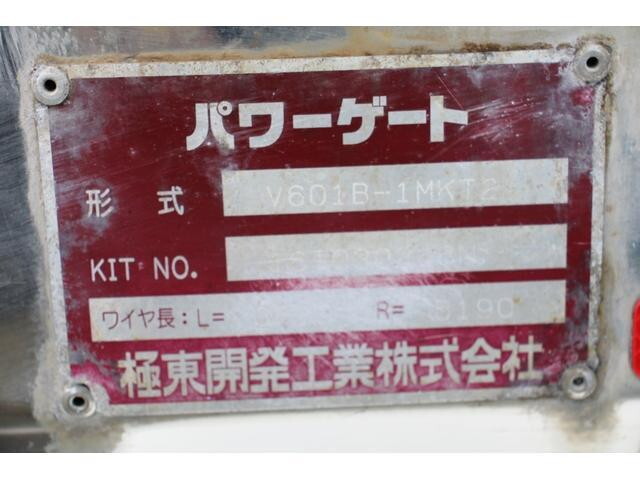 パワーゲート
形 式 V601B-1MKT2
KIT NO.
ワイヤ長:L= R= 5190
極東開発工業株式会社